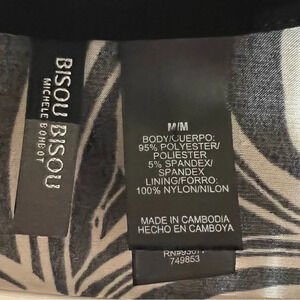 BISOU BISOU
MICHELE BOHBOT
M/M
BODY/CUERPO:
95% POLYESTER/
POLIESTER
5% SPANDEX/
SPANDEX
LINING/FORRO:
100% NYLON/NILON
MADE IN CAMBODIA
HECHO EN CAMBOYA
749853